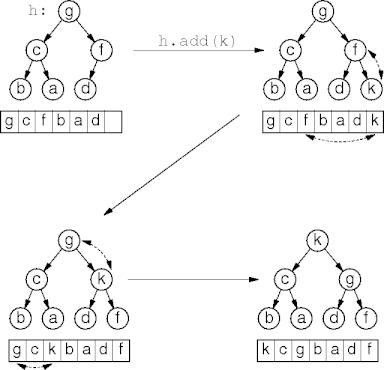 h: g
c f
b a d
g c f b a d
h.add(k)
g
c f
b a d k
g c f b a d k
g
c k
b a d f
g c k b a d f
k
c g
b a d f
k c g b a d f